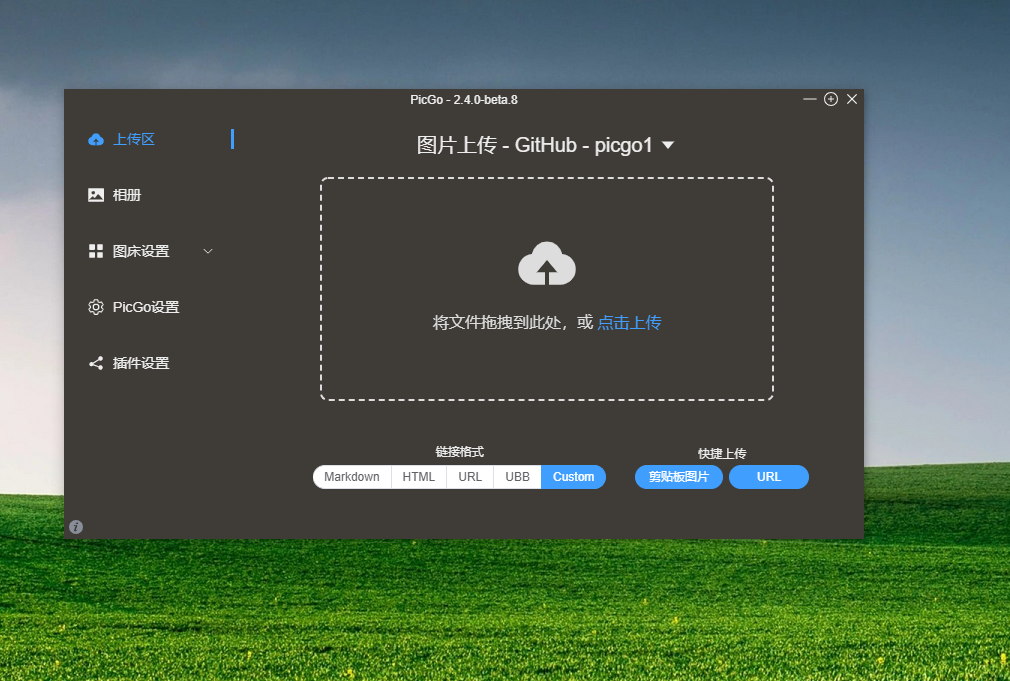 PicGo - 2.4.0-beta.8
上传区
相册
图床设置
PicGo设置
插件设置
图片上传 - GitHub - picgo1
将文件拖拽到此处，或 点击上传
链接格式
Markdown HTML URL UBB Custom
快捷上传
剪贴板图片 URL